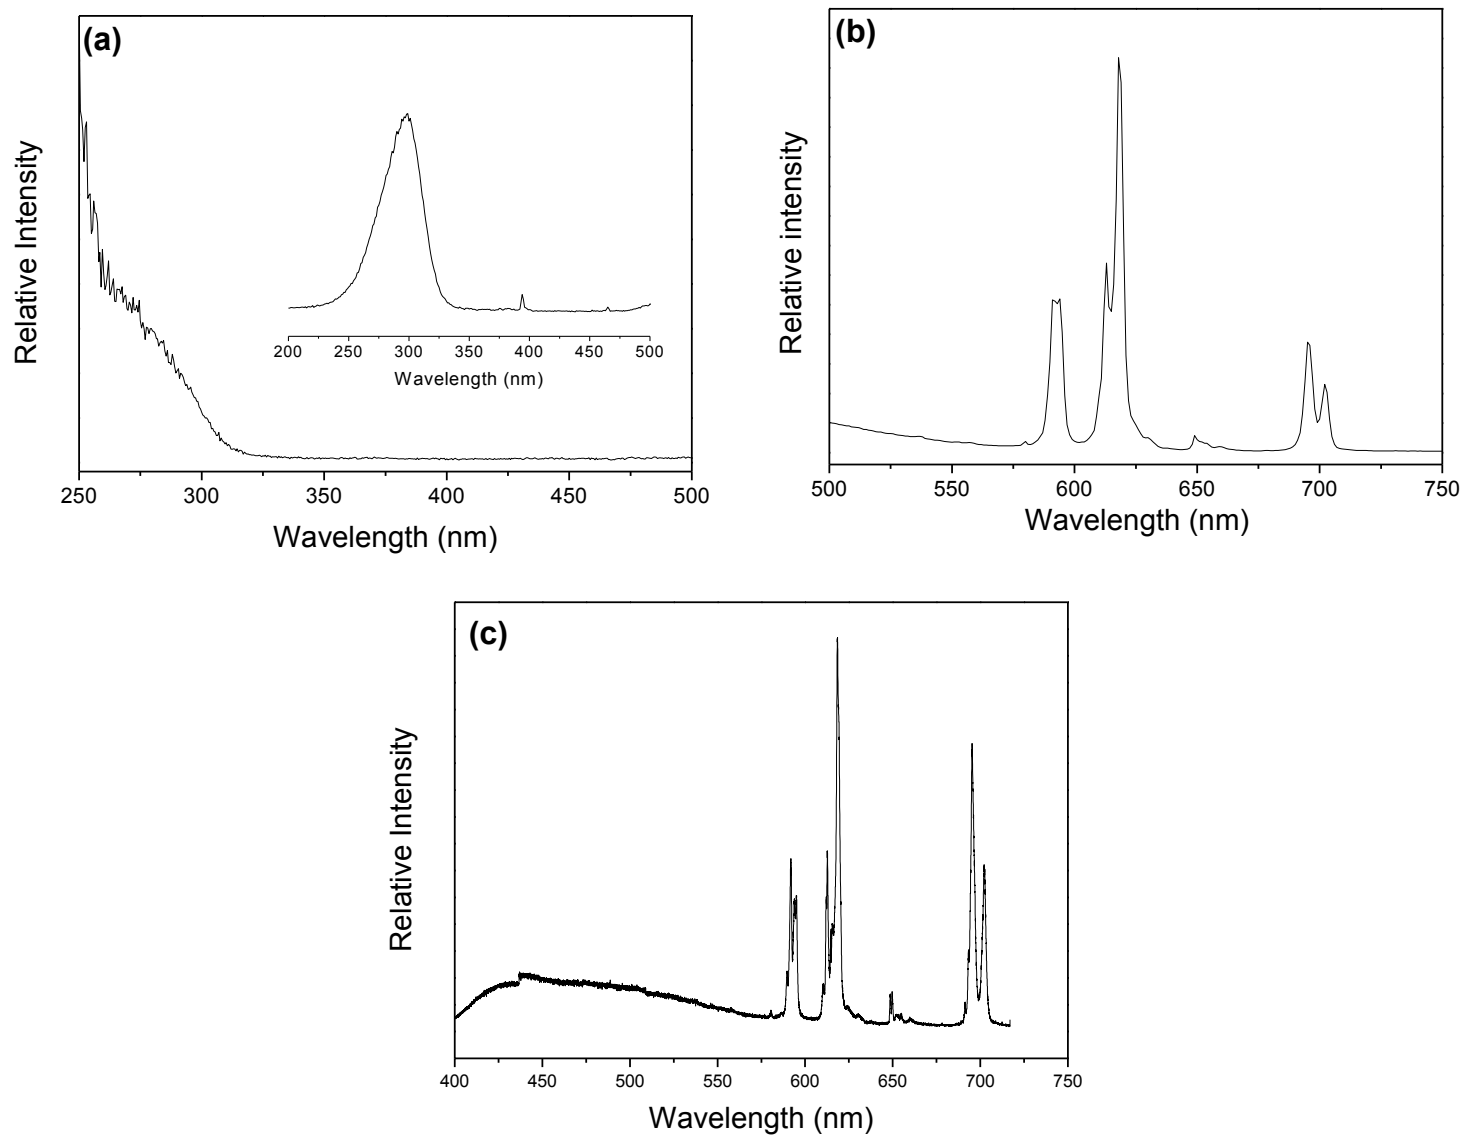 (a)
Relative Intensity
200 250 300 350 400 450 500
Wavelength (nm)
250 300 350 400 450 500
Wavelength (nm)
(b)
Relative intensity
500 550 600 650 700 750
Wavelength (nm)
(c)
Relative Intensity
400 450 500 550 600 650 700 750
Wavelength (nm)